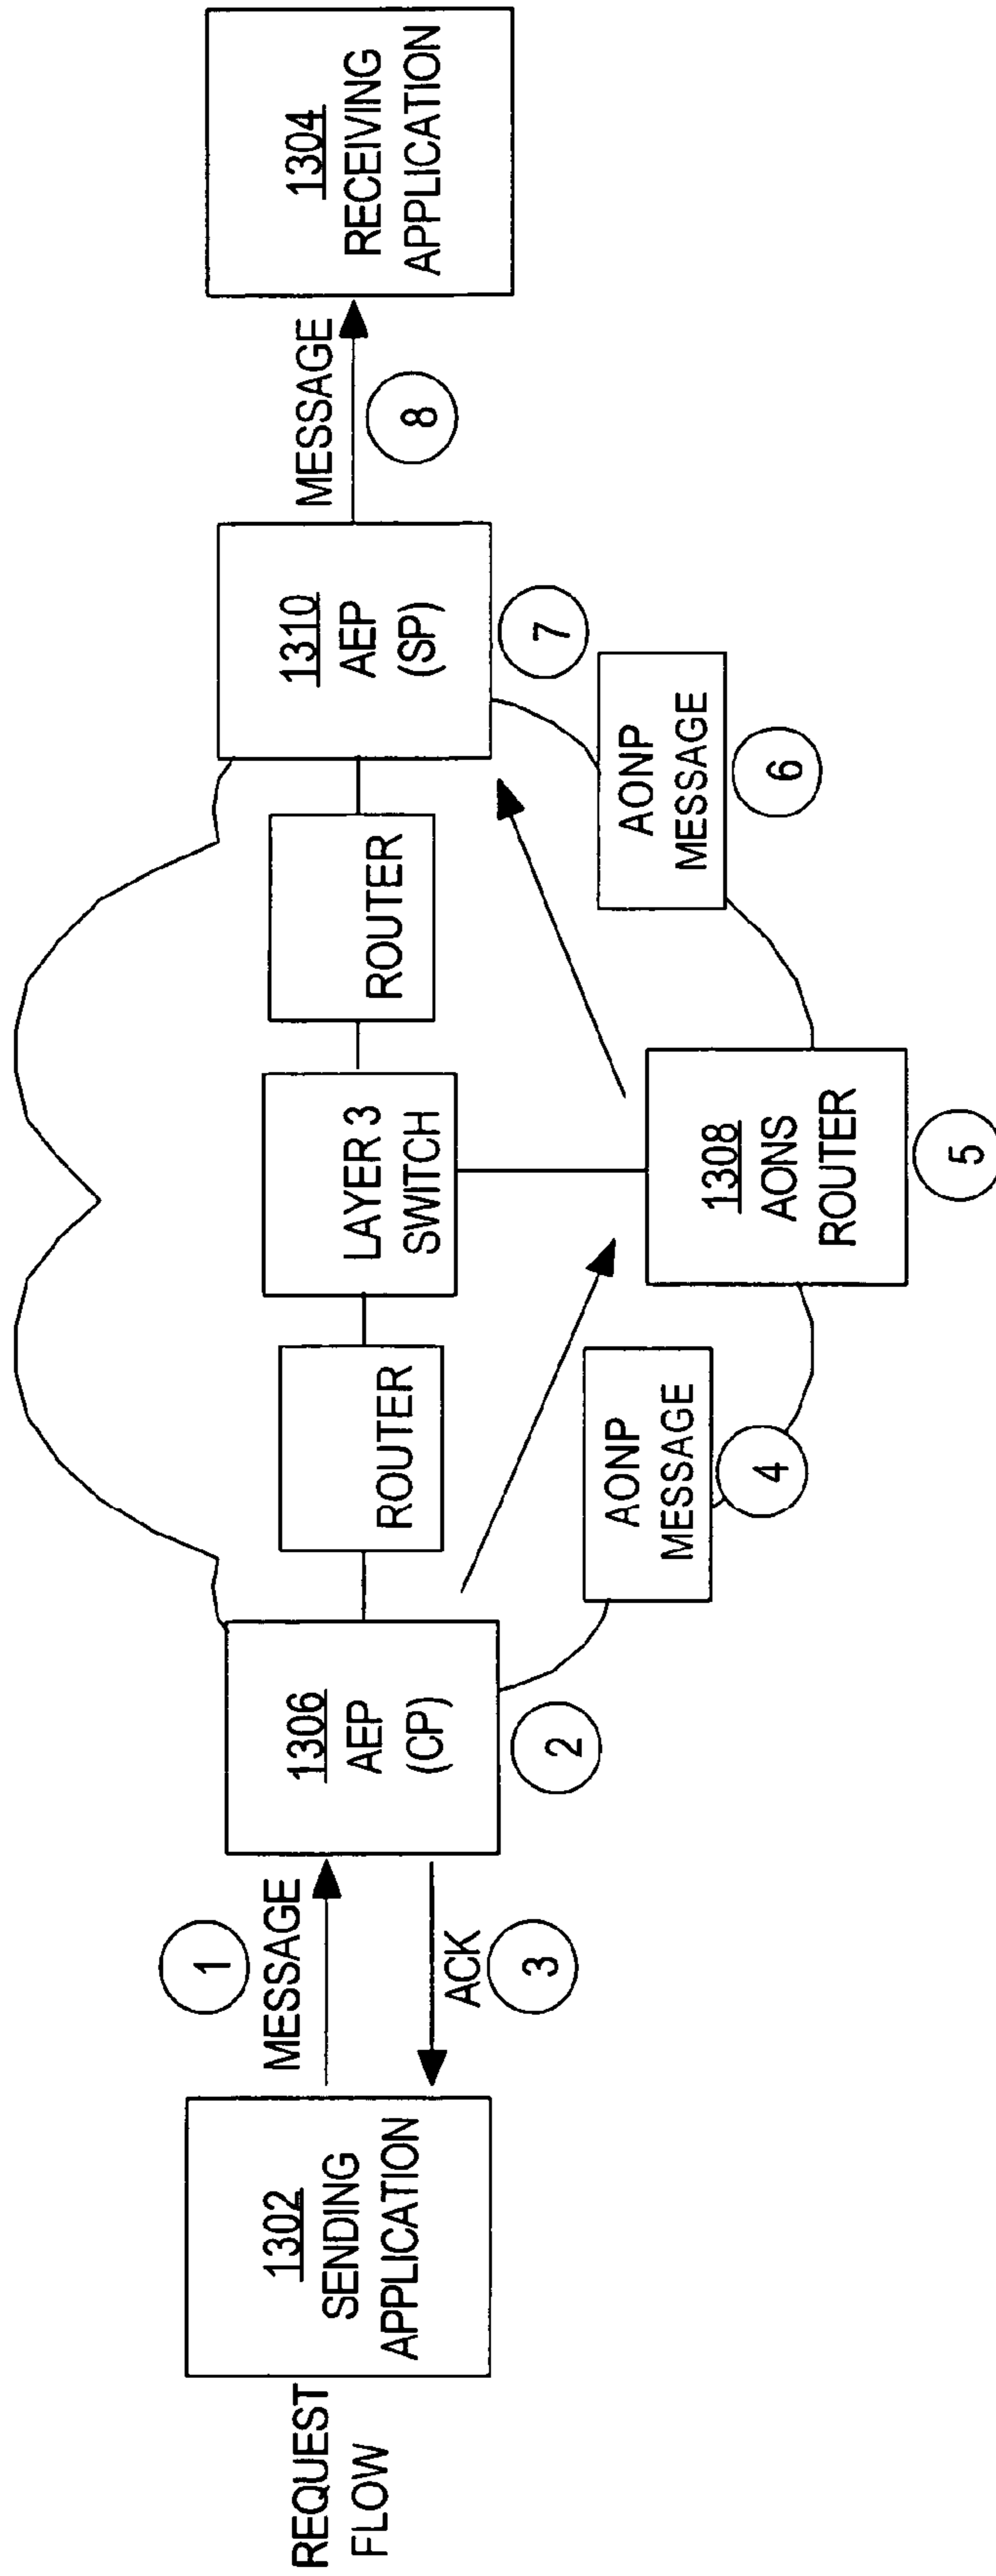 REQUEST
FLOW
1302
SENDING
APPLICATION
1
MESSAGE
ACK
3
1306
AEP
(CP)
2
ROUTER
AONP
MESSAGE
4
LAYER 3
SWITCH
1308
AONS
ROUTER
5
ROUTER
AONP
MESSAGE
6
1310
AEP
(SP)
7
MESSAGE
8
1304
RECEIVING
APPLICATION